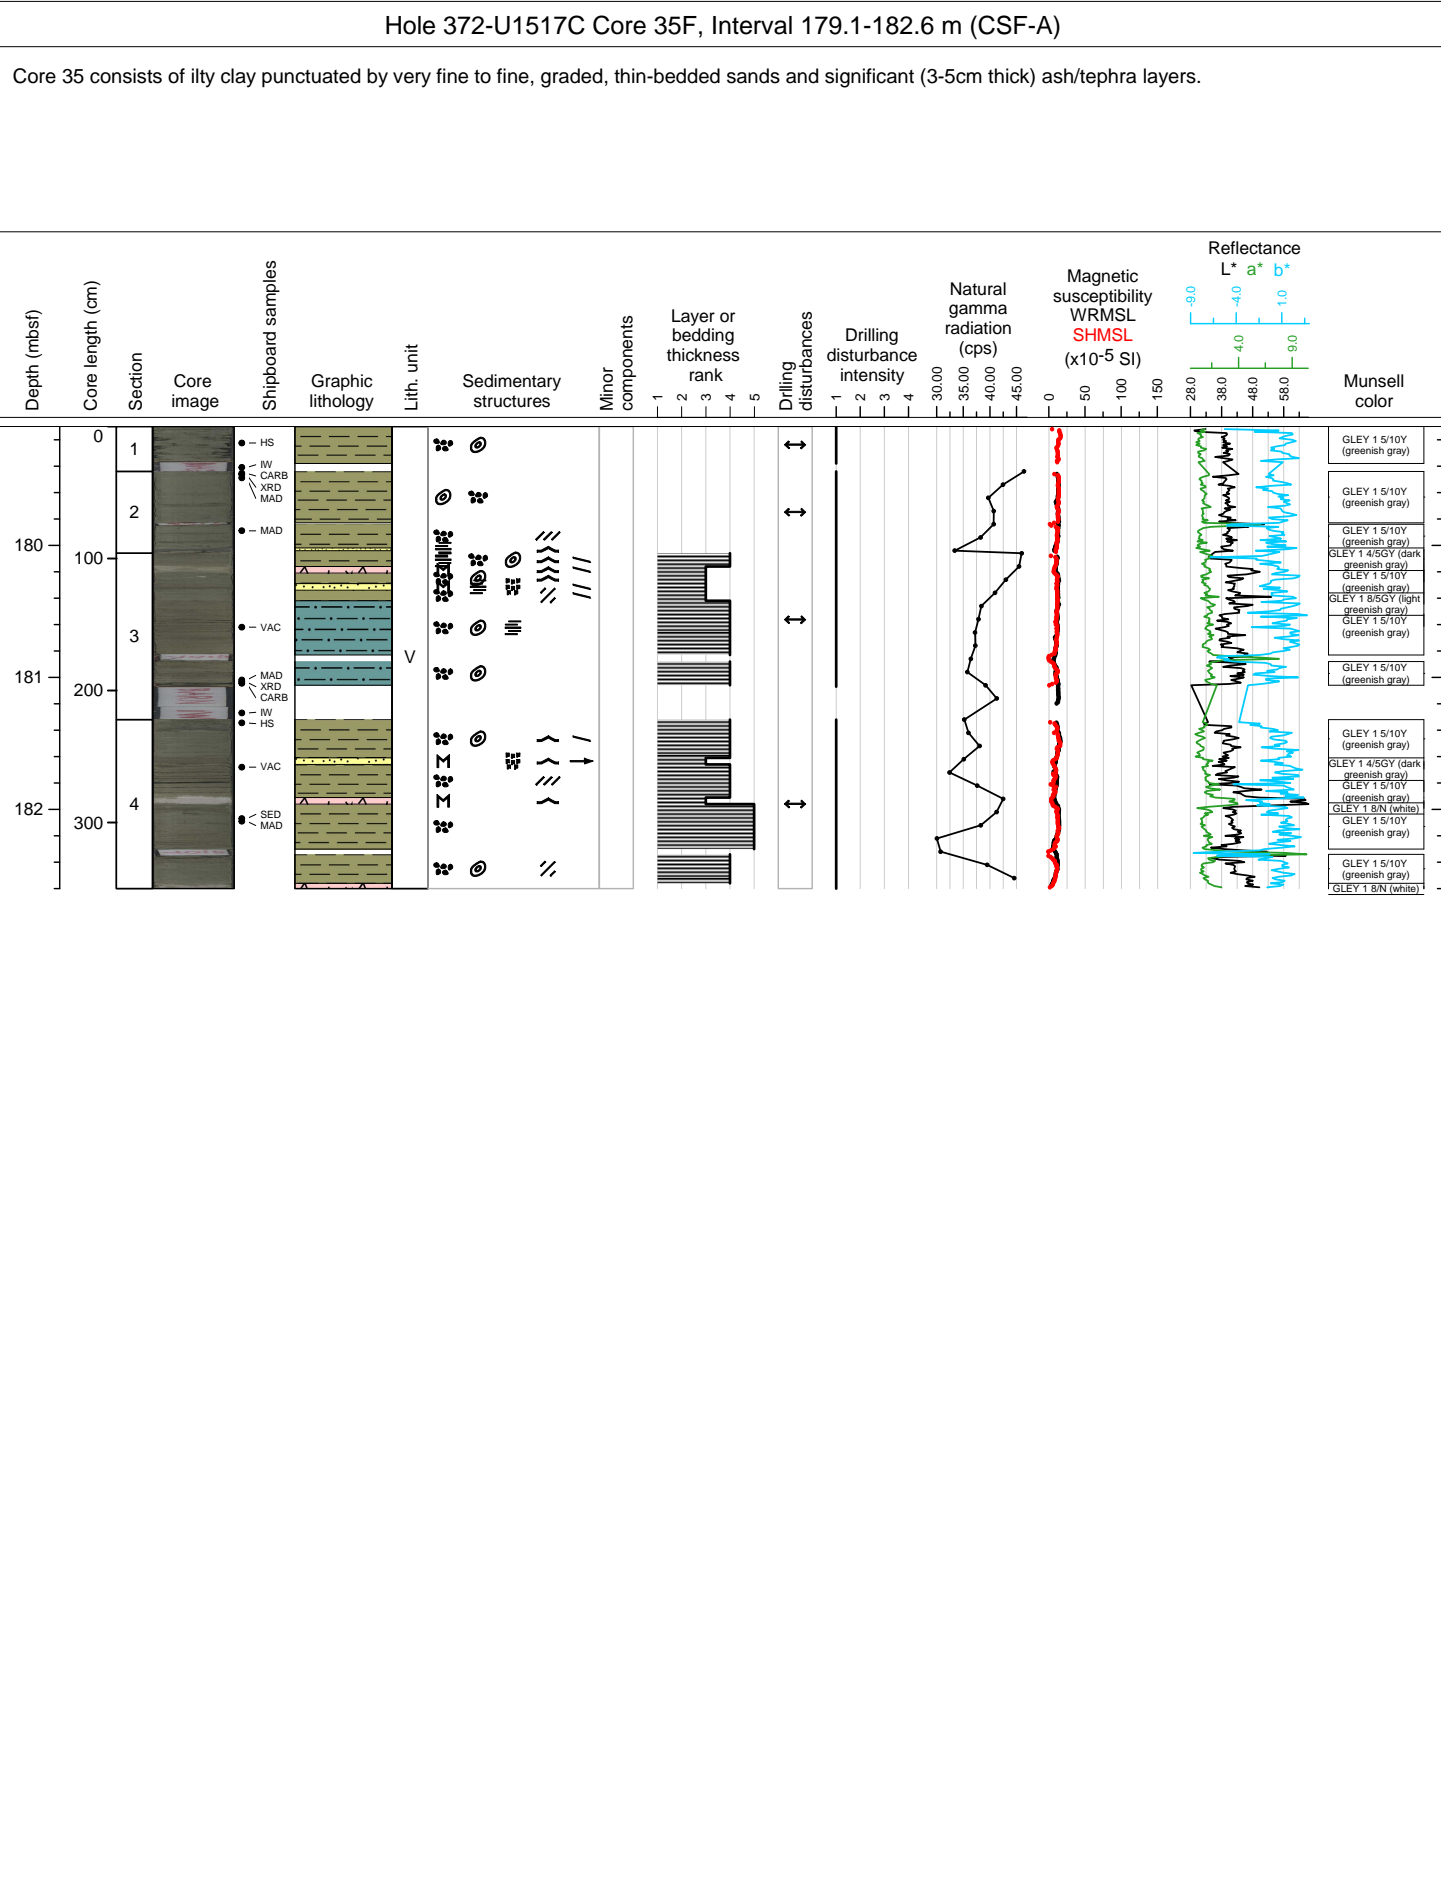 Hole 372-U1517C Core 35F, Interval 179.1-182.6 m (CSF-A)
Core 35 consists of ilty clay punctuated by very fine to fine, graded, thin-bedded sands and significant (3-5cm thick) ash/tephra layers.
Depth (mbsf)
Core length (cm)
Section
Core
image
Shipboard samples
Graphic
lithology
Lith. unit
Sedimentary
structures
Minor
components
Layer or
bedding
thickness
rank
1 2 3 4 5
Drlling
disturbances
Drilling
disturbance
intensity
1 2 3 4
Natural
gamma
radiation
(cps)
30.00 35.00 40.00 45.00
Magnetic
susceptibility
WRMSL
SHMSL
(x10-5 SI)
0 50 100 150
Reflectance
L* a* b*
-9.0 -4.0 1.0
4.0 9.0
28.0 38.0 48.0 58.0
Munsell
color
180
181
182
0
100
200
300
1
2
3
4
HS
IW
CARB
XRD
MAD
MAD
VAC
MAD
XRD
CARB
IW
HS
VAC
SED
MAD
V
GLEY 1 5/10Y
(greenish gray)
GLEY 1 5/10Y
(greenish gray)
GLEY 1 5/10Y
(greenish gray)
GLEY 1 4/5GY (dark
greenish gray)
GLEY 1 5/10Y
(greenish gray)
GLEY 1 8/5GY (light
greenish gray)
GLEY 1 5/10Y
(greenish gray)
GLEY 1 5/10Y
(greenish gray)
GLEY 1 5/10Y
(greenish gray)
GLEY 1 4/5GY (dark
greenish gray)
GLEY 1 5/10Y
(greenish gray)
GLEY 1 8/N (white)
GLEY 1 5/10Y
(greenish gray)
GLEY 1 5/10Y
(greenish gray)
GLEY 1 8/N (white)